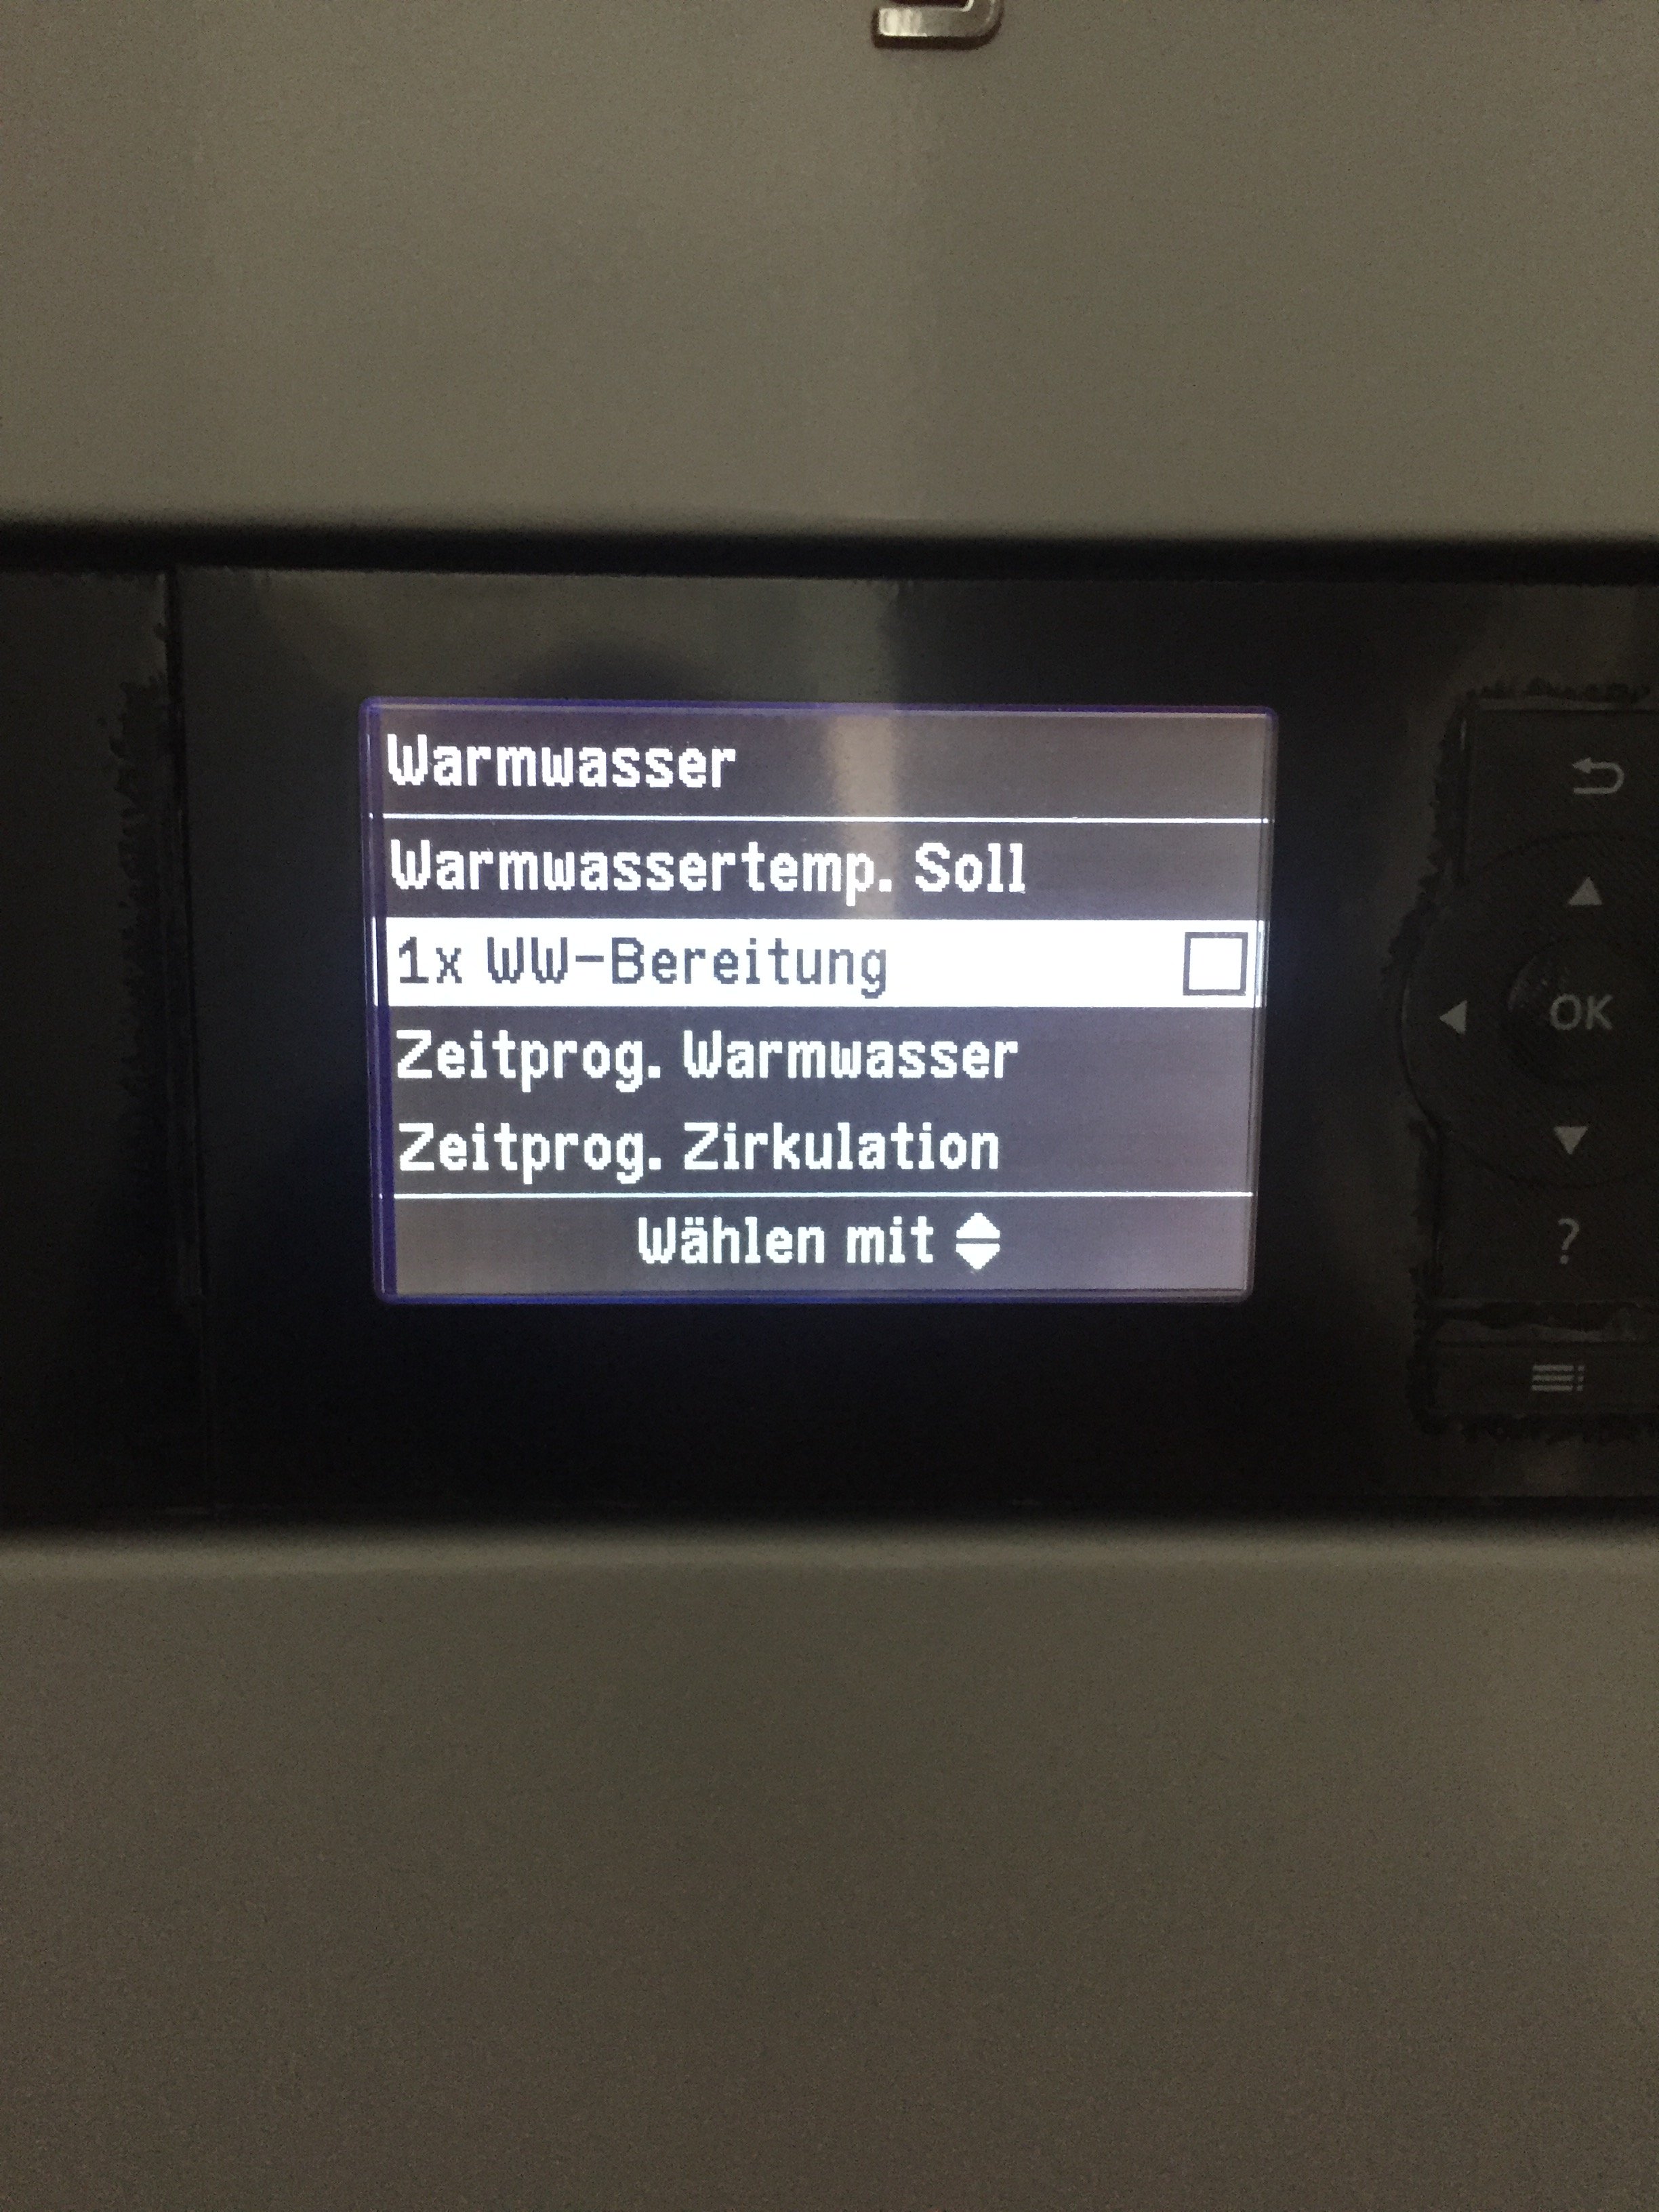 Warmwasser
Warmwassertemp. Soll
1x WW-Bereitung
Zeitprog. Warmwasser
Zeitprog. Zirkulation
Wählen mit
OK
?